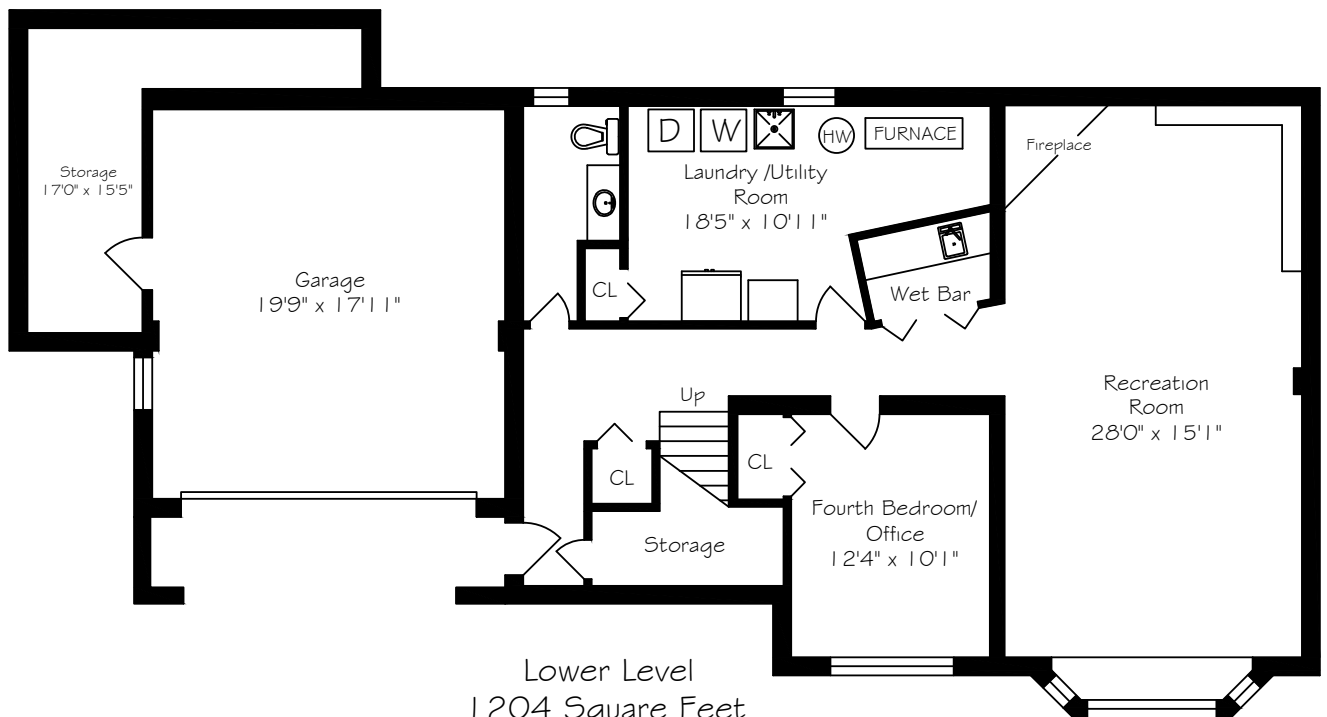 D
W
HW
FURNACE
Fireplace
Storage
17'0" x 15'5"
Laundry /Utility
Room
18'5" x 10'11"
Garage
19'9" x 17'11"
CL
Wet Bar
Up
Recreation
Room
28'0" x 15'1"
CL
CL
Fourth Bedroom/
Office
12'4" x 10'1"
Storage
Lower Level
1204 Square Feet